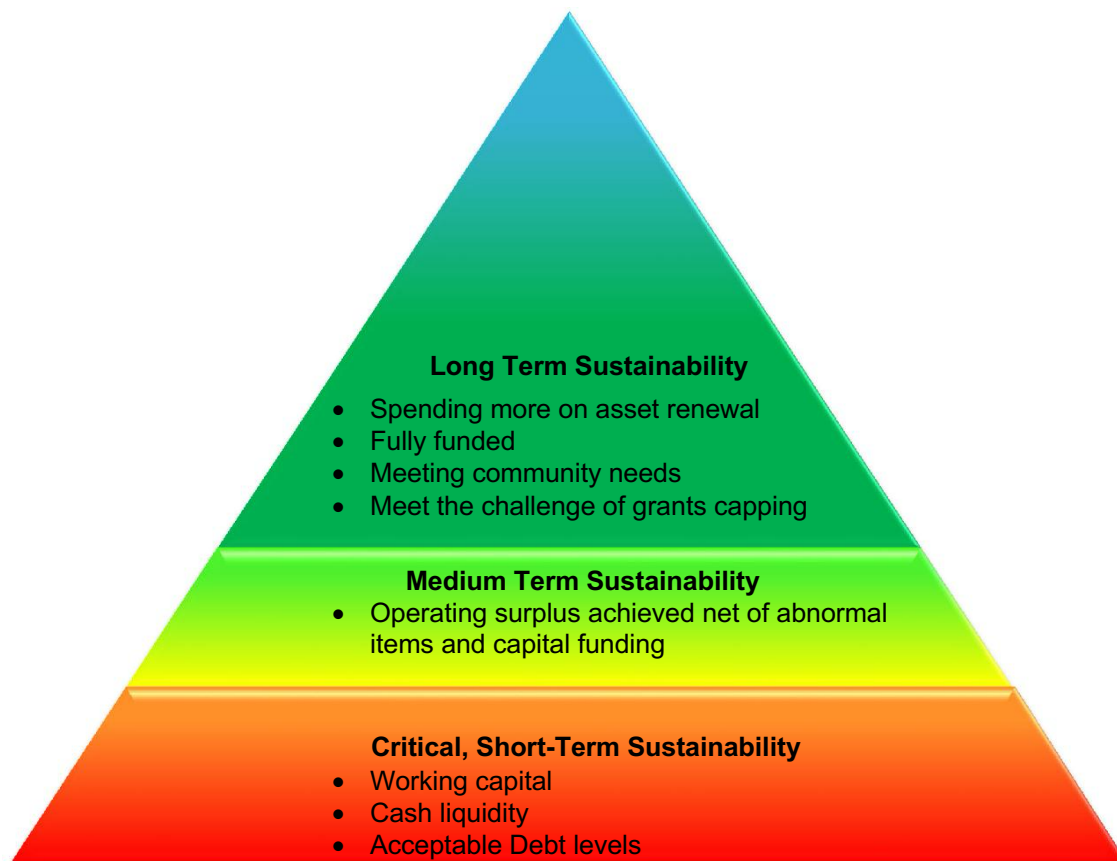 Long Term Sustainability
• Spending more on asset renewal
• Fully funded
• Meeting community needs
• Meet the challenge of grants capping
Medium Term Sustainability
• Operating surplus achieved net of abnormal
items and capital funding
Critical, Short-Term Sustainability
• Working capital
• Cash liquidity
• Acceptable Debt levels